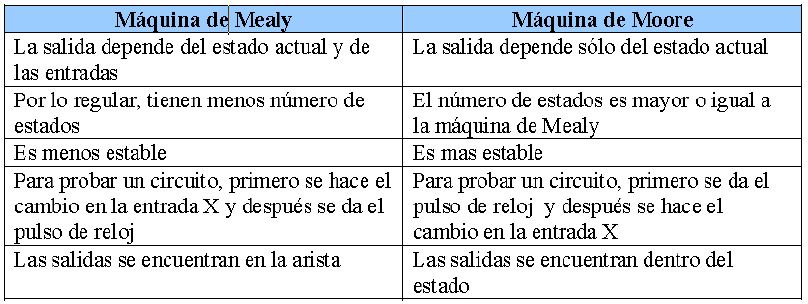 Máquina de Mealy
Máquina de Moore
La salida depende del estado actual y de
las entradas
La salida depende sólo del estado actual
Por lo regular, tienen menos número de
estados
El número de estados es mayor o igual a
la máquina de Mealy
Es menos estable
Es mas estable
Para probar un circuito, primero se hace el
cambio en la entrada X y después se da el
pulso de reloj
Para probar un circuito, primero se da el
pulso de reloj y después se hace el
cambio en la entrada X
Las salidas se encuentran en la arista
Las salidas se encuentran dentro del
estado